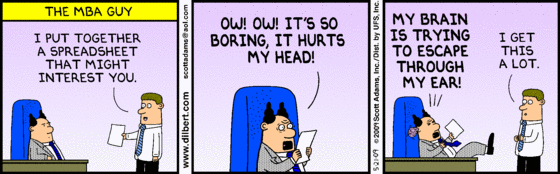 THE MBA GUY
I PUT TOGETHER
A SPREADSHEET
THAT MIGHT
INTEREST YOU.
www.dilbert.com
scottadams@aol.com
OW! OW! IT'S SO
BORING, IT HURTS
MY HEAD!
5-21-09 ©2009 Scott Adams, Inc./Dist. by UFS, Inc.
MY BRAIN
IS TRYING
TO ESCAPE
THROUGH
MY EAR!
I GET
THIS
A LOT.